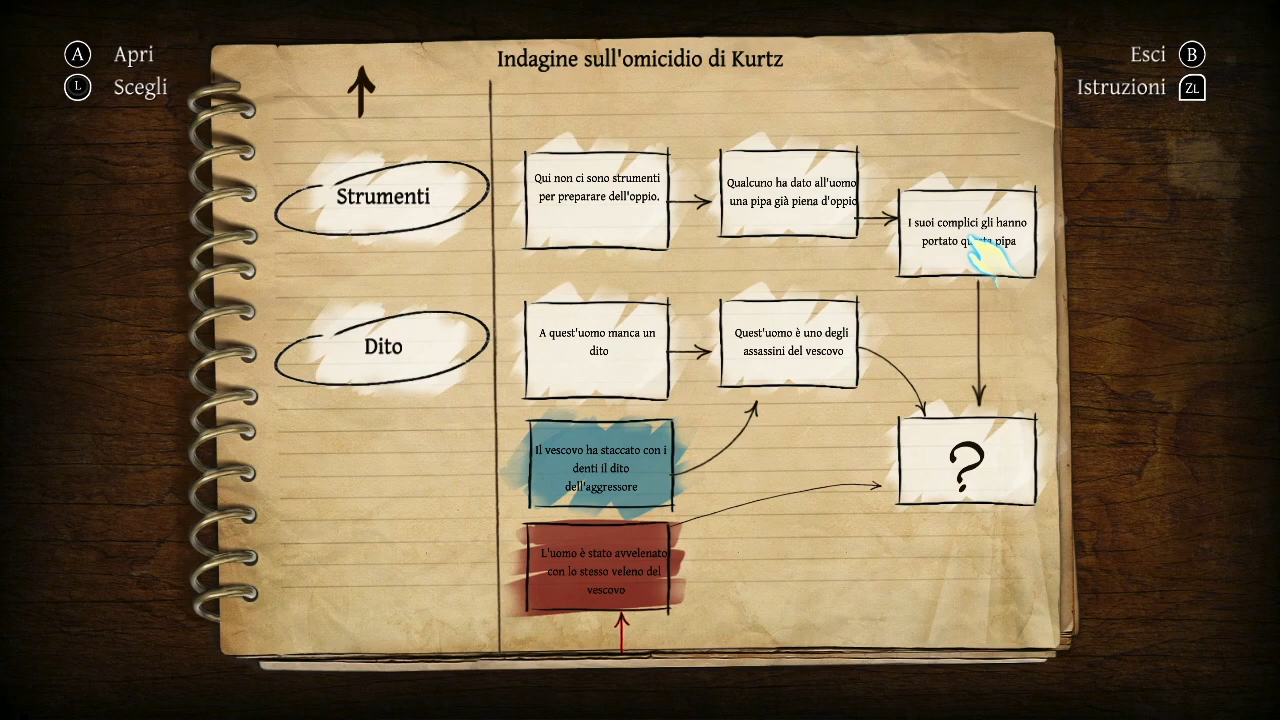 Indagine sull'omicidio di Kurtz
A Apri
L Scegli
Esci B
Istruzioni ZL
Strumenti
Qui non ci sono strumenti
per preparare dell'oppio.
Qualcuno ha dato all'uomo
una pipa già piena d'oppio
I suoi complici gli hanno
portato questa pipa
Dito
A quest'uomo manca un
dito
Quest'uomo è uno degli
assassini del vescovo
Il vescovo ha staccato con i
denti il dito
dell'aggressore
?
L'uomo è stato avvelenato
con lo stesso veleno del
vescovo